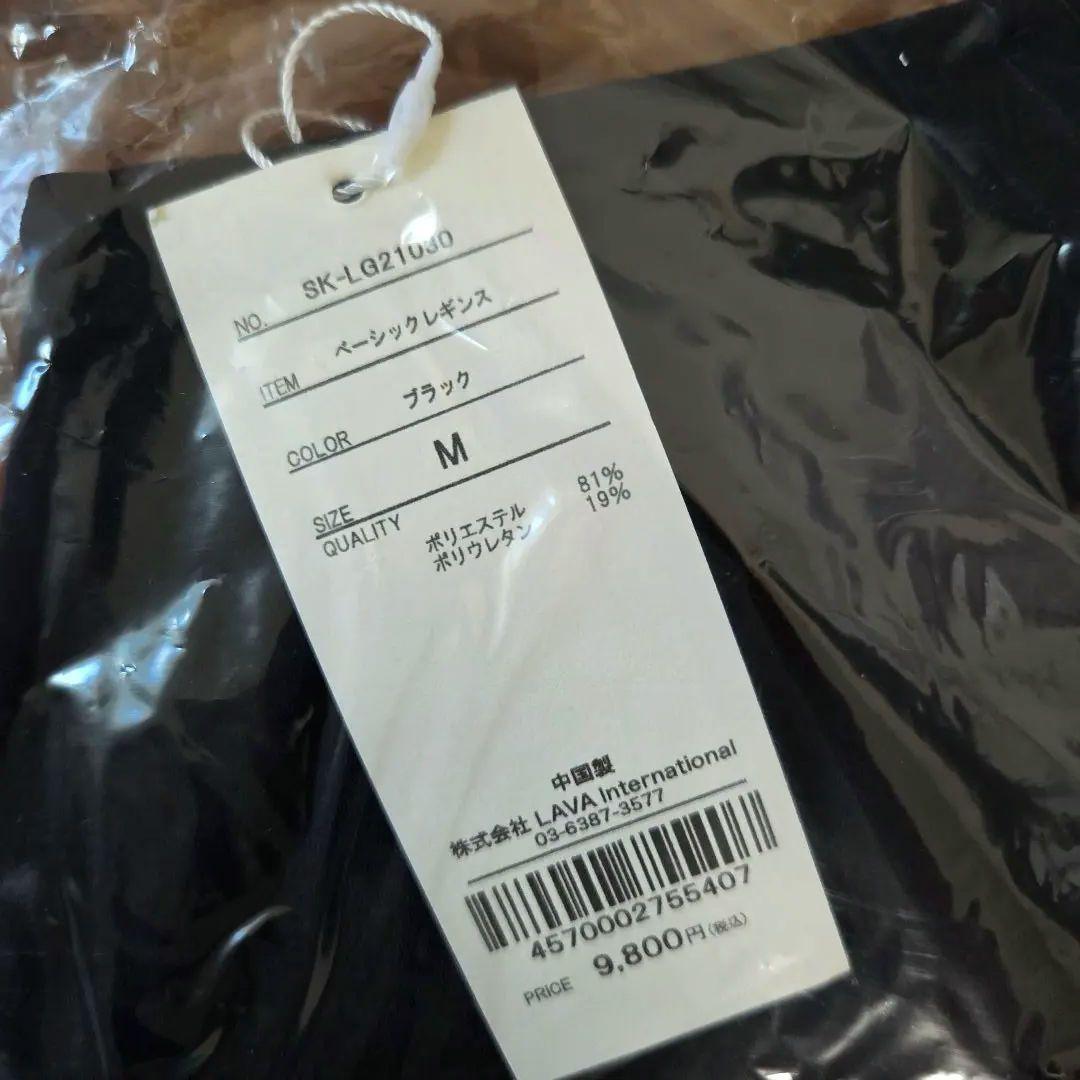 NO. SK-LG21030
ITEM ベーシックレギンス
COLOR ブラック
SIZE M
QUALITY ポリエステル 81%
ポリウレタン 19%
中国製
株式会社 LAVA International
03-6387-3577
4570002755407
PRICE 9,800円(税込)